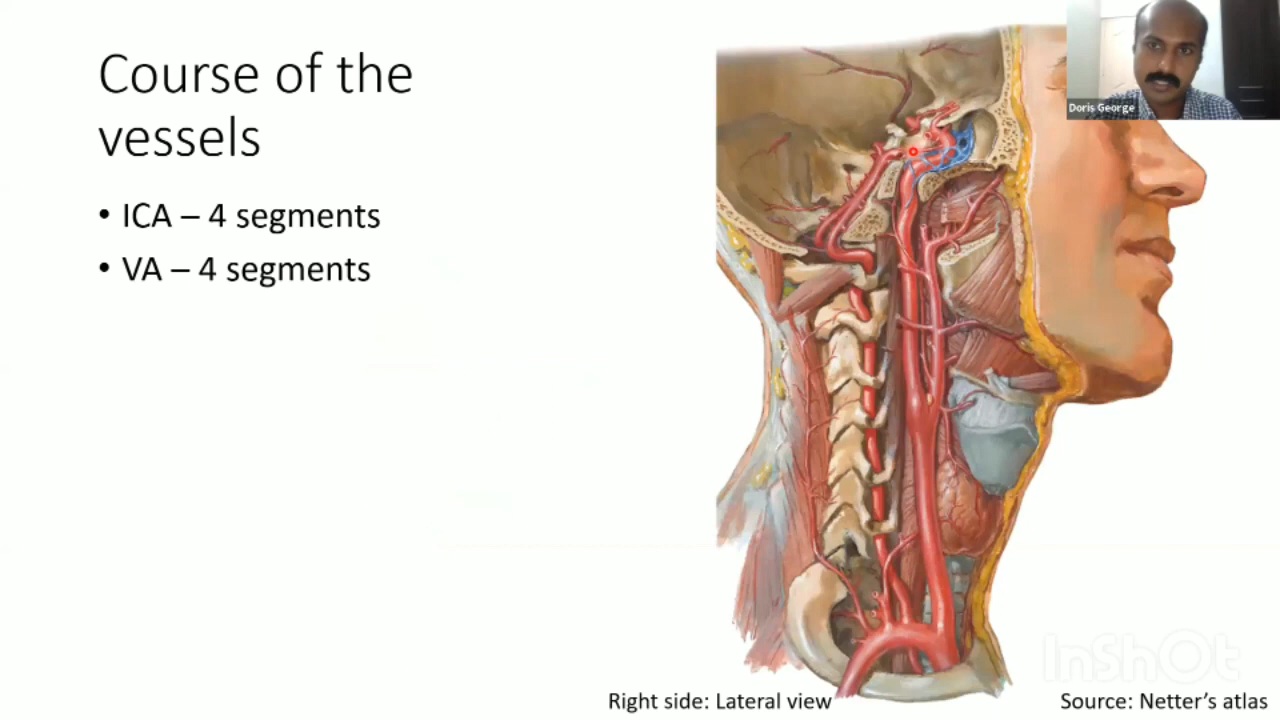 Course of the
vessels
• ICA – 4 segments
• VA – 4 segments
Doris George
InShOt
Right side: Lateral view
Source: Netter’s atlas